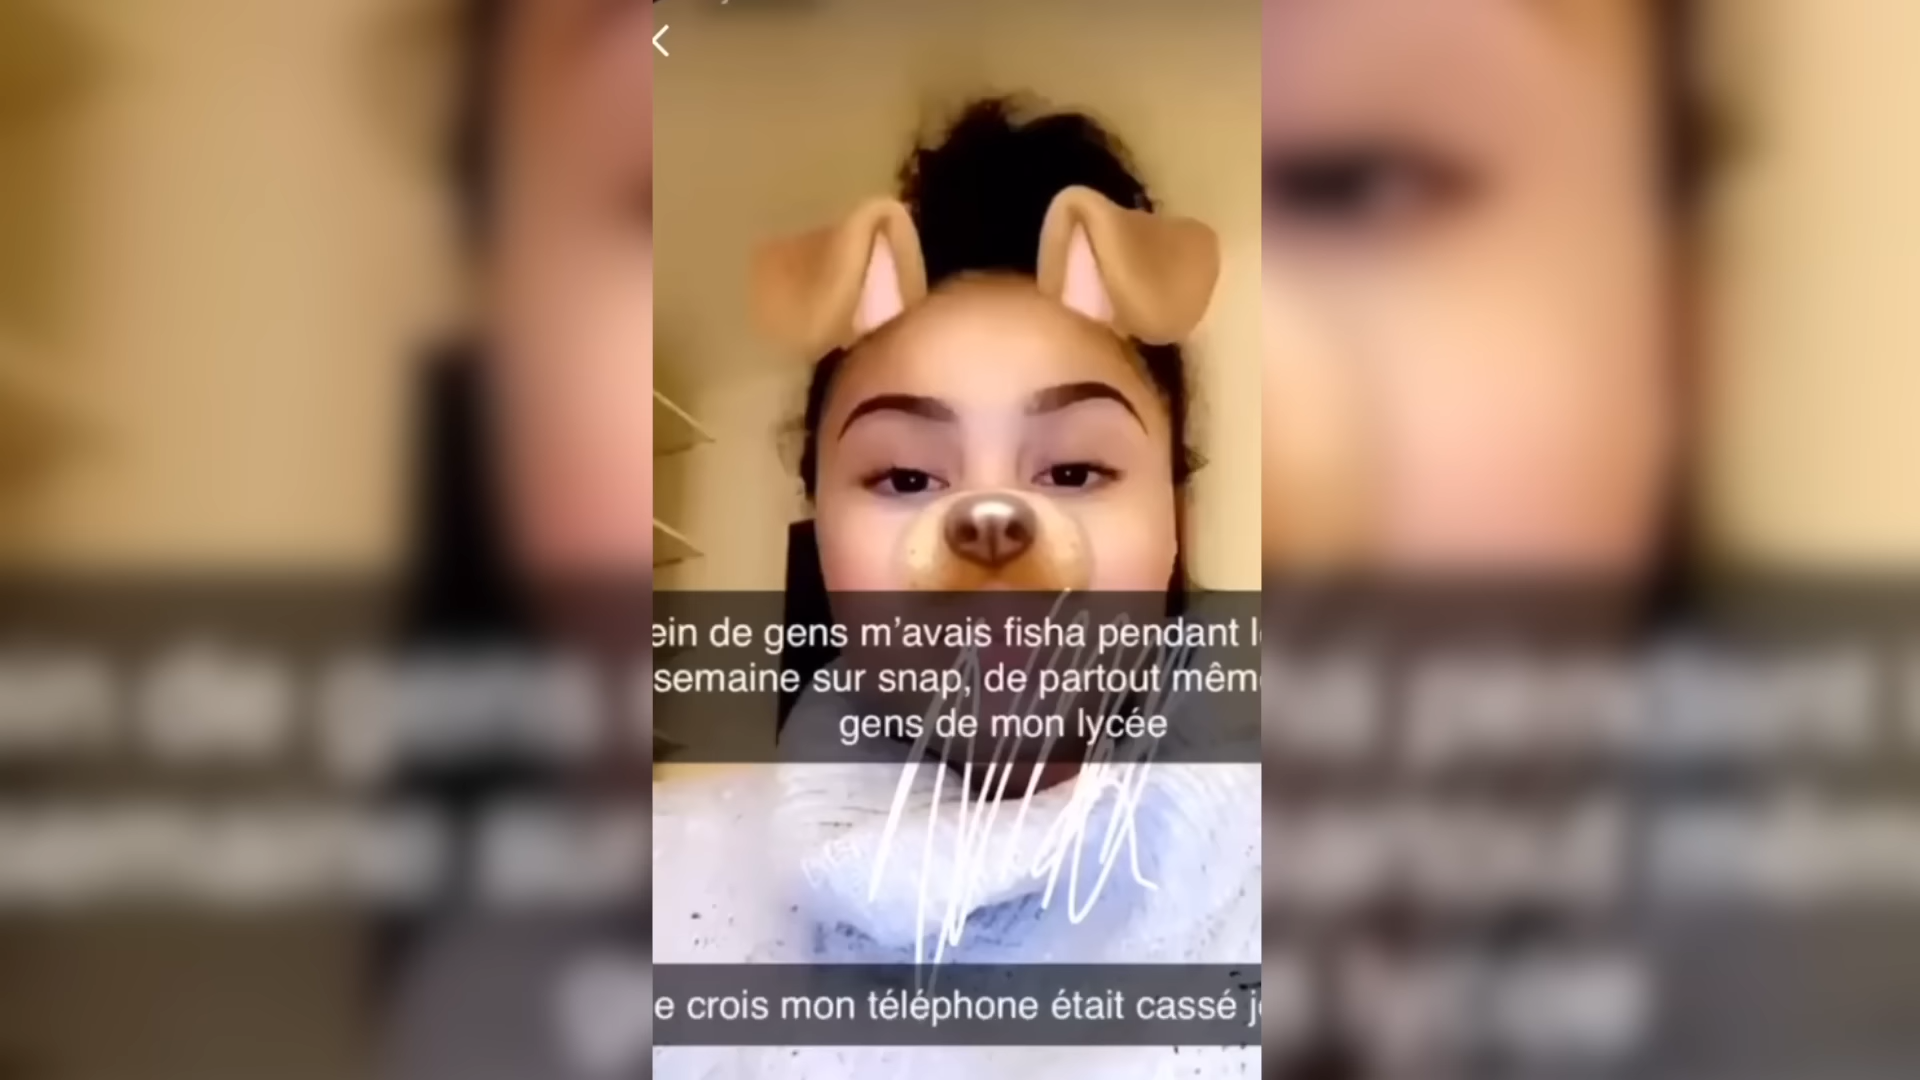 ein de gens m'avais fisha pendant
semaine sur snap, de partout mêm
gens de mon lycée
e crois mon téléphone était cassé j